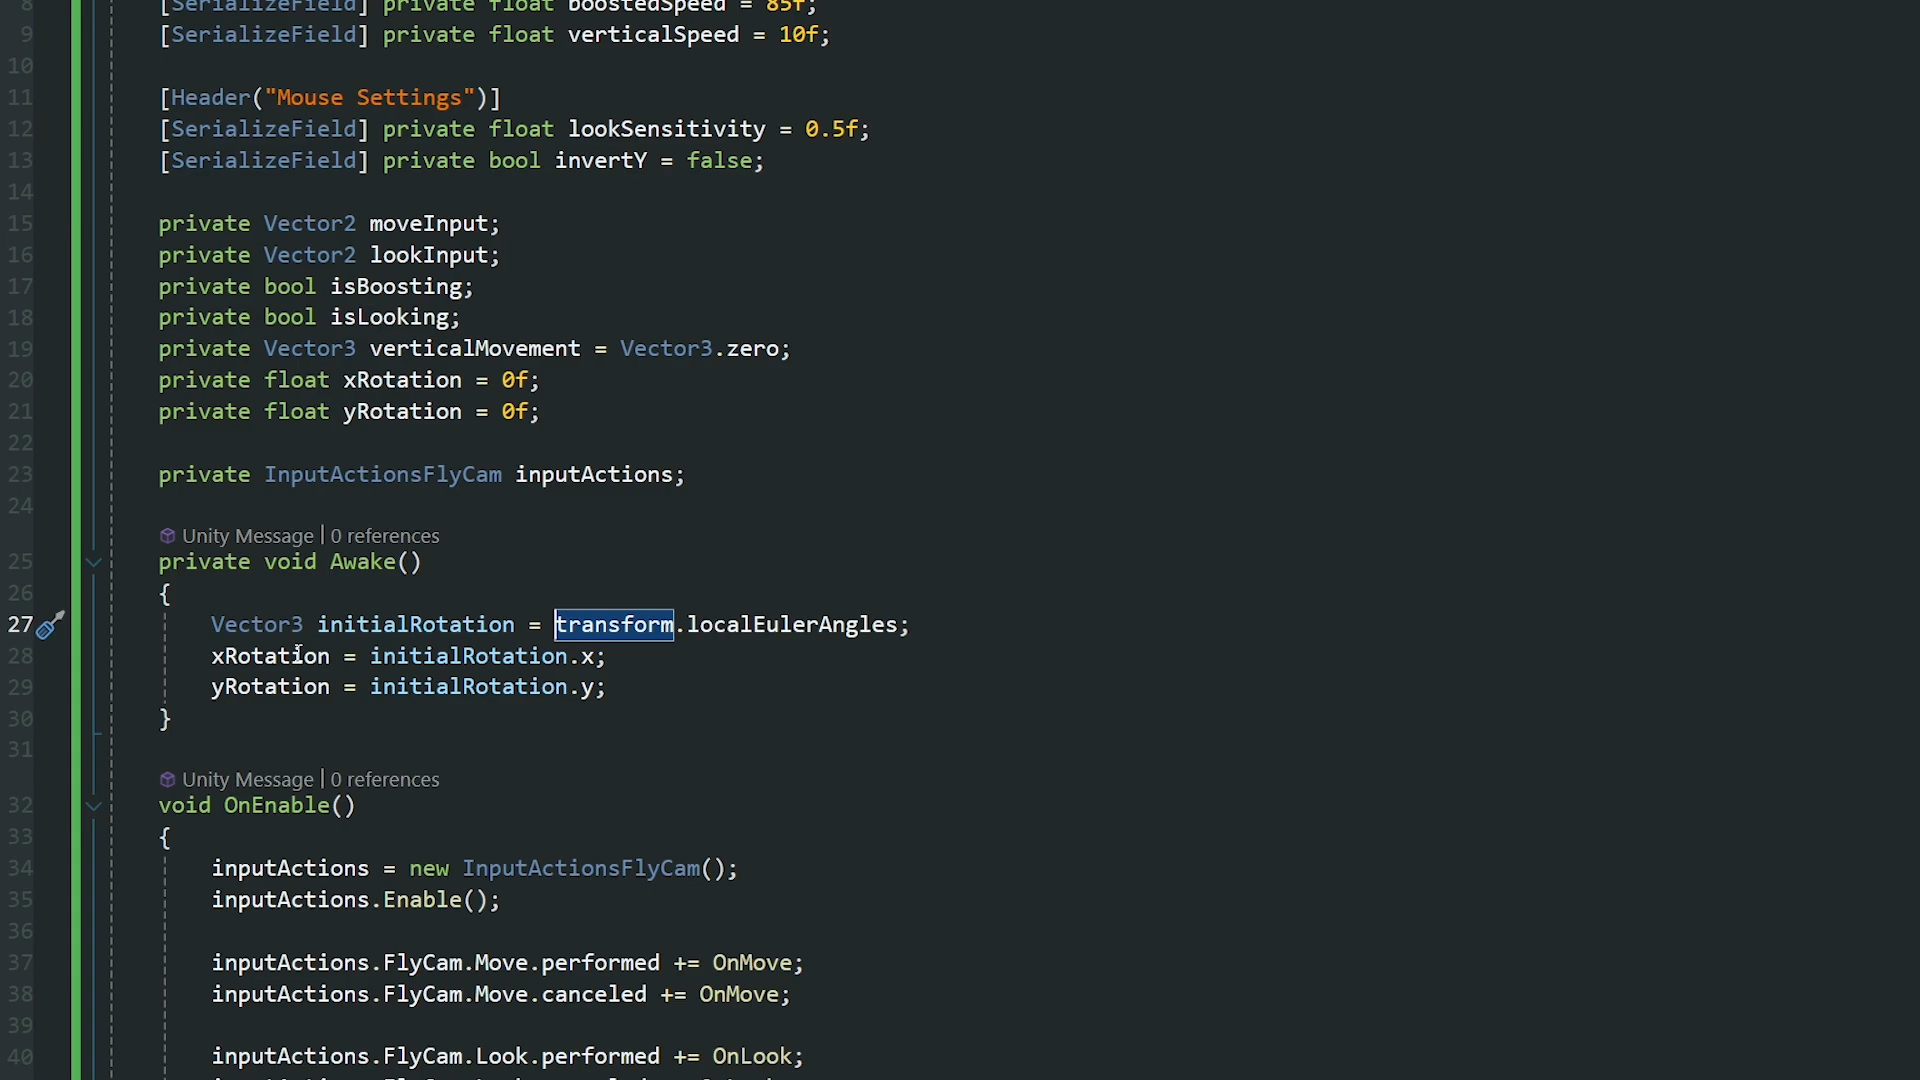 8 [SerializeField] private float boostedSpeed = 85f;
9 [SerializeField] private float verticalSpeed = 10f;
10
11 [Header("Mouse Settings")]
12 [SerializeField] private float lookSensitivity = 0.5f;
13 [SerializeField] private bool invertY = false;
14
15 private Vector2 moveInput;
16 private Vector2 lookInput;
17 private bool isBoosting;
18 private bool isLooking;
19 private Vector3 verticalMovement = Vector3.zero;
20 private float xRotation = 0f;
21 private float yRotation = 0f;
22
23 private InputActionsFlyCam inputActions;
24
Unity Message | 0 references
25 private void Awake()
26 {
27 Vector3 initialRotation = transform.localEulerAngles;
28 xRotation = initialRotation.x;
29 yRotation = initialRotation.y;
30 }
31
Unity Message | 0 references
32 void OnEnable()
33 {
34 inputActions = new InputActionsFlyCam();
35 inputActions.Enable();
36
37 inputActions.FlyCam.Move.performed += OnMove;
38 inputActions.FlyCam.Move.canceled += OnMove;
39
40 inputActions.FlyCam.Look.performed += OnLook;